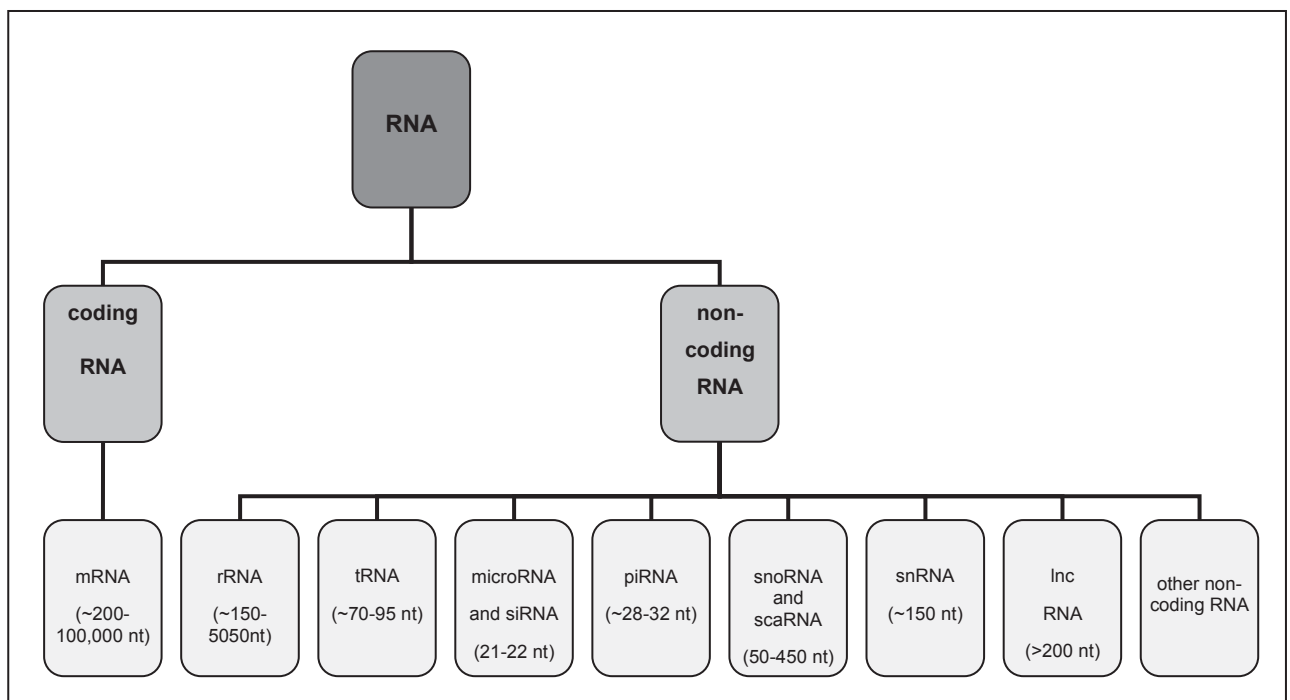 RNA
coding
RNA
non-
coding
RNA
mRNA
(~200-
100,000 nt)
rRNA
(~150-
5050nt)
tRNA
(~70-95 nt)
microRNA
and siRNA
(21-22 nt)
piRNA
(~28-32 nt)
snoRNA
and
scaRNA
(50-450 nt)
snRNA
(~150 nt)
lnc
RNA
(>200 nt)
other non-
coding RNA